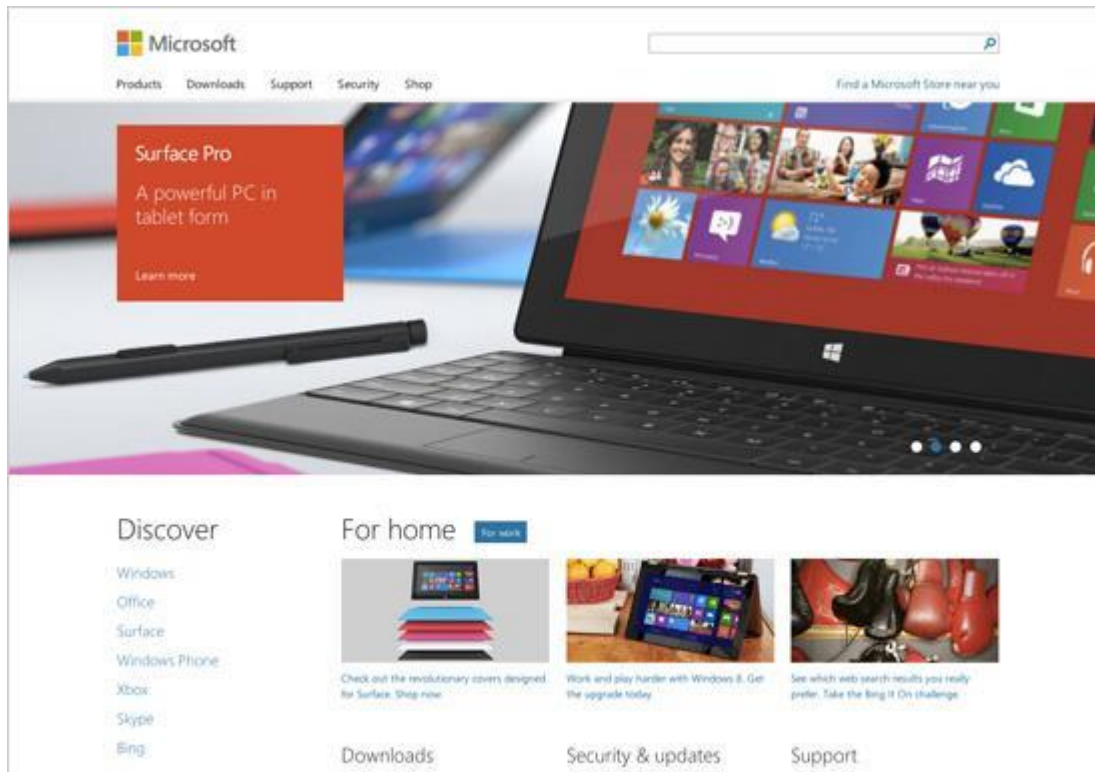 Microsoft
Products Downloads Support Security Shop
Find a Microsoft Store near you
Surface Pro
A powerful PC in
tablet form
Learn more
Discover
Windows
Office
Surface
Windows Phone
Xbox
Skype
Bing
For home
For work
Check out the revolutionary covers designed
for Surface. Shop now.
Work and play harder with Windows 8. Get
the upgrade today.
See which web search results you really
prefer. Take the Bing It On challenge.
Downloads
Security & updates
Support